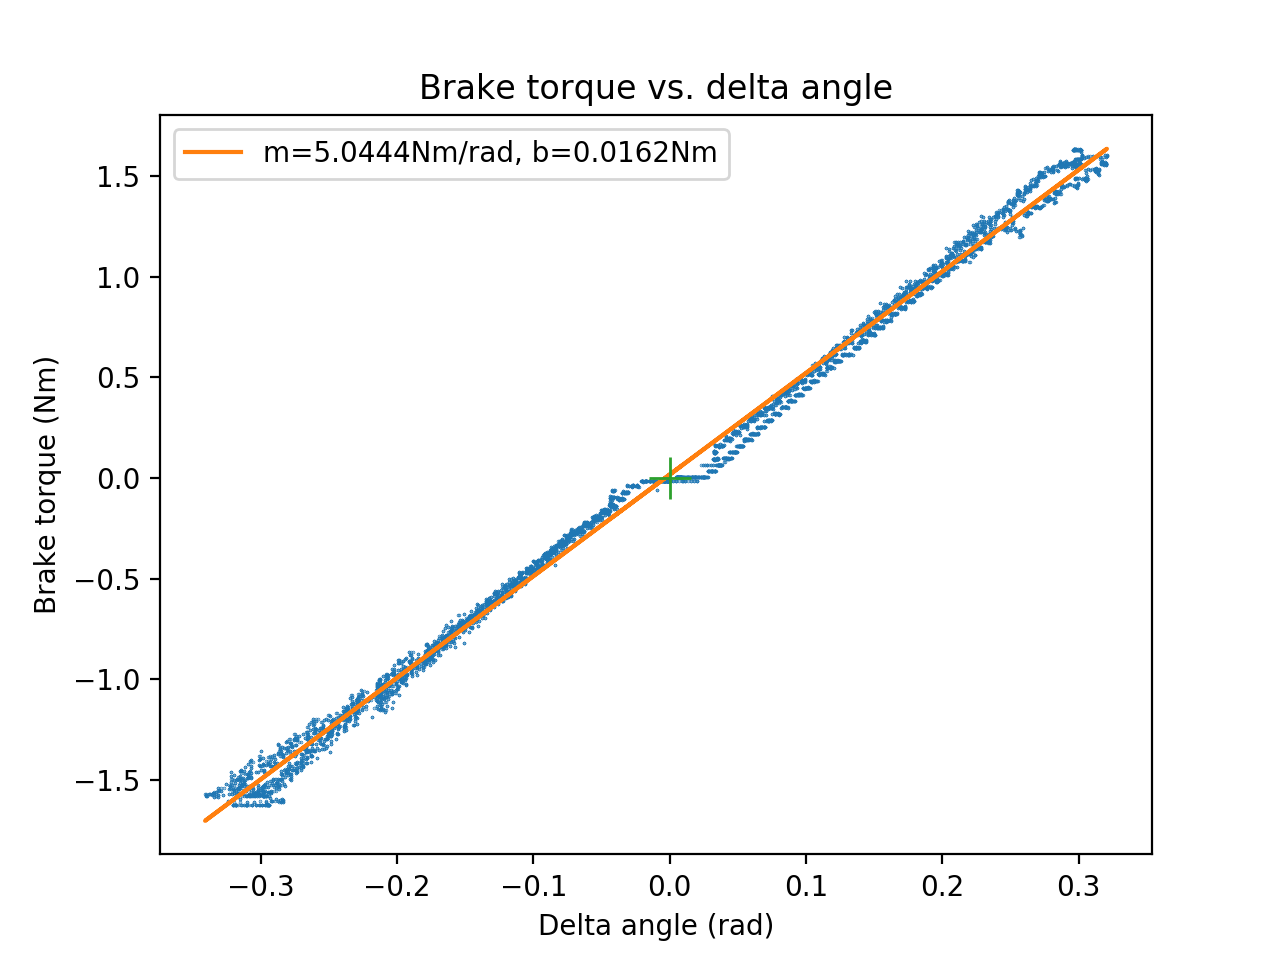 Brake torque vs. delta angle
m=5.0444Nm/rad, b=0.0162Nm
1.5
1.0
0.5
0.0
−0.5
−1.0
−1.5
Brake torque (Nm)
−0.3 −0.2 −0.1 0.0 0.1 0.2 0.3
Delta angle (rad)